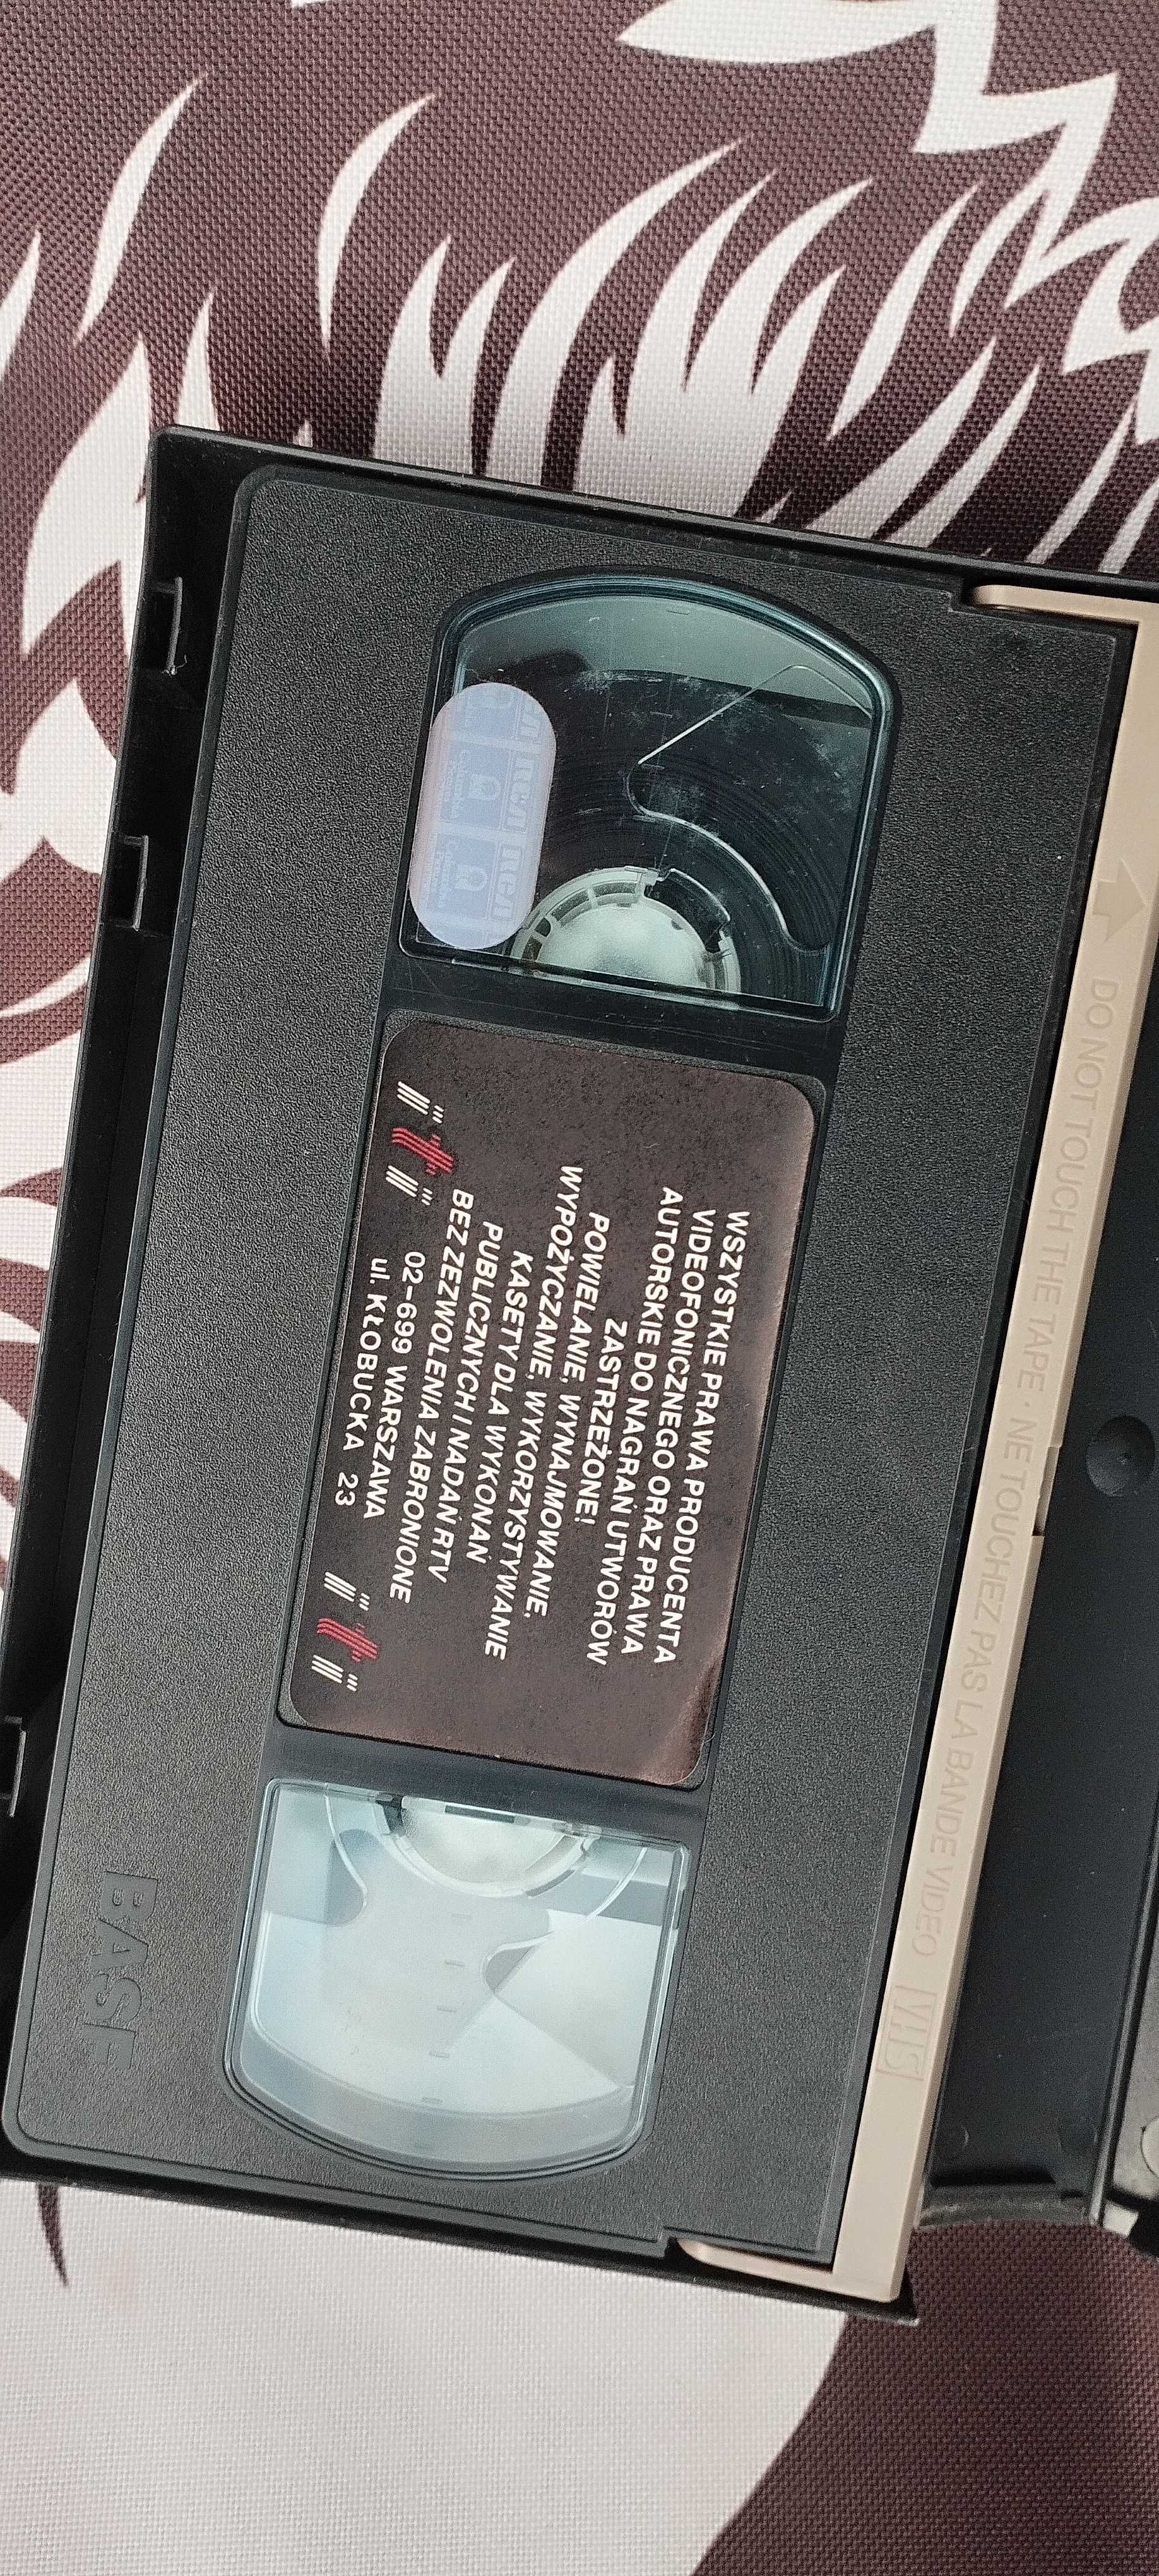 WSZYSTKIE PRAWA PRODUCENTA
VIDEOFONICZNEGO ORAZ PRAWA
AUTORSKIE DO NAGRAŃ UTWORÓW
ZASTRZEŻONE!
POWIELANIE, WYNAJMOWANIE,
WYPOŻYCZANIE, WYKORZYSTYWANIE
KASETY DLA WYKONAŃ
PUBLICZNYCH I NADAŃ RTV
BEZ ZEZWOLENIA ZABRONIONE
02-699 WARSZAWA
ul. KŁOBUCKA 23
iti
iti
DO NOT TOUCH THE TAPE · NE TOUCHEZ PAS LA BANDE VIDEO
VHS
BASF
RCA
RCA